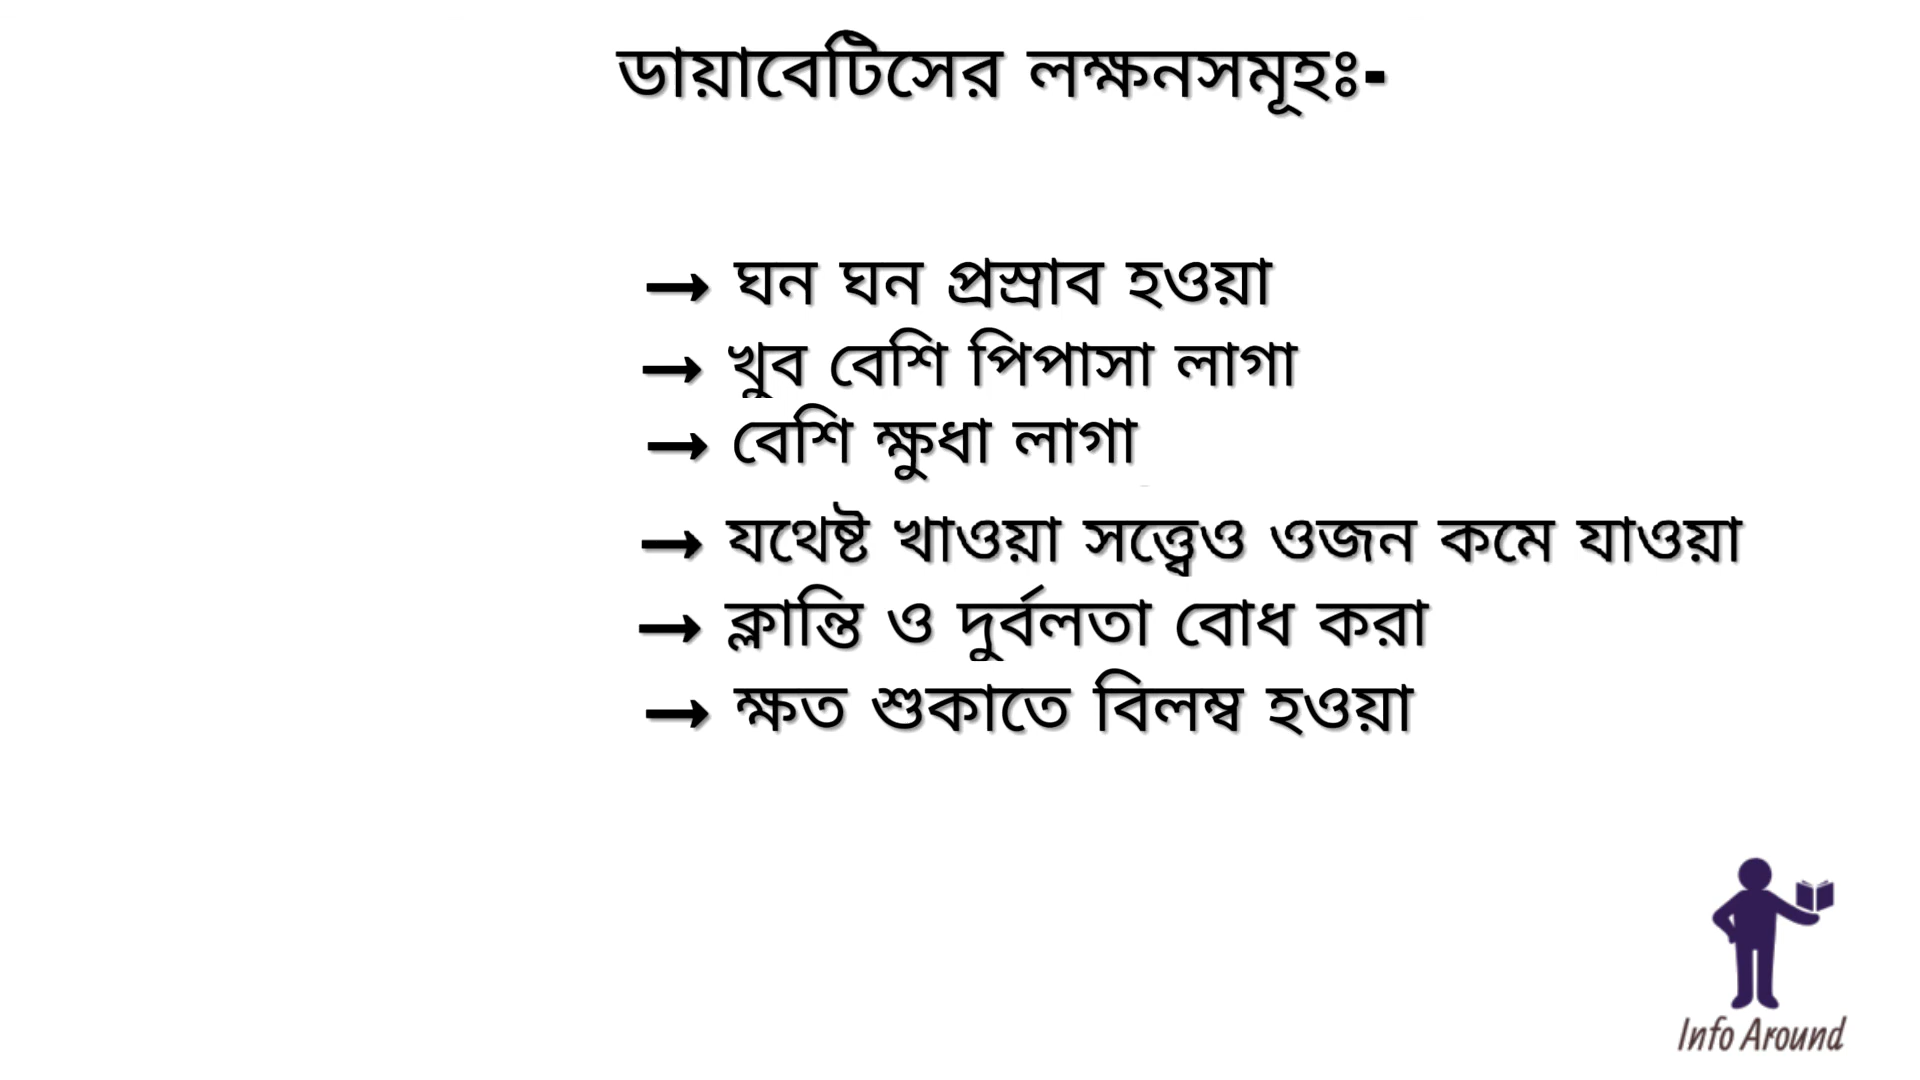 ডায়াবেটিসের লক্ষনসমূহঃ-
→ ঘন ঘন প্রস্রাব হওয়া
→ খুব বেশি পিপাসা লাগা
→ বেশি ক্ষুধা লাগা
→ যথেষ্ট খাওয়া সত্ত্বেও ওজন কমে যাওয়া
→ ক্লান্তি ও দুর্বলতা বোধ করা
→ ক্ষত শুকাতে বিলম্ব হওয়া
Info Around